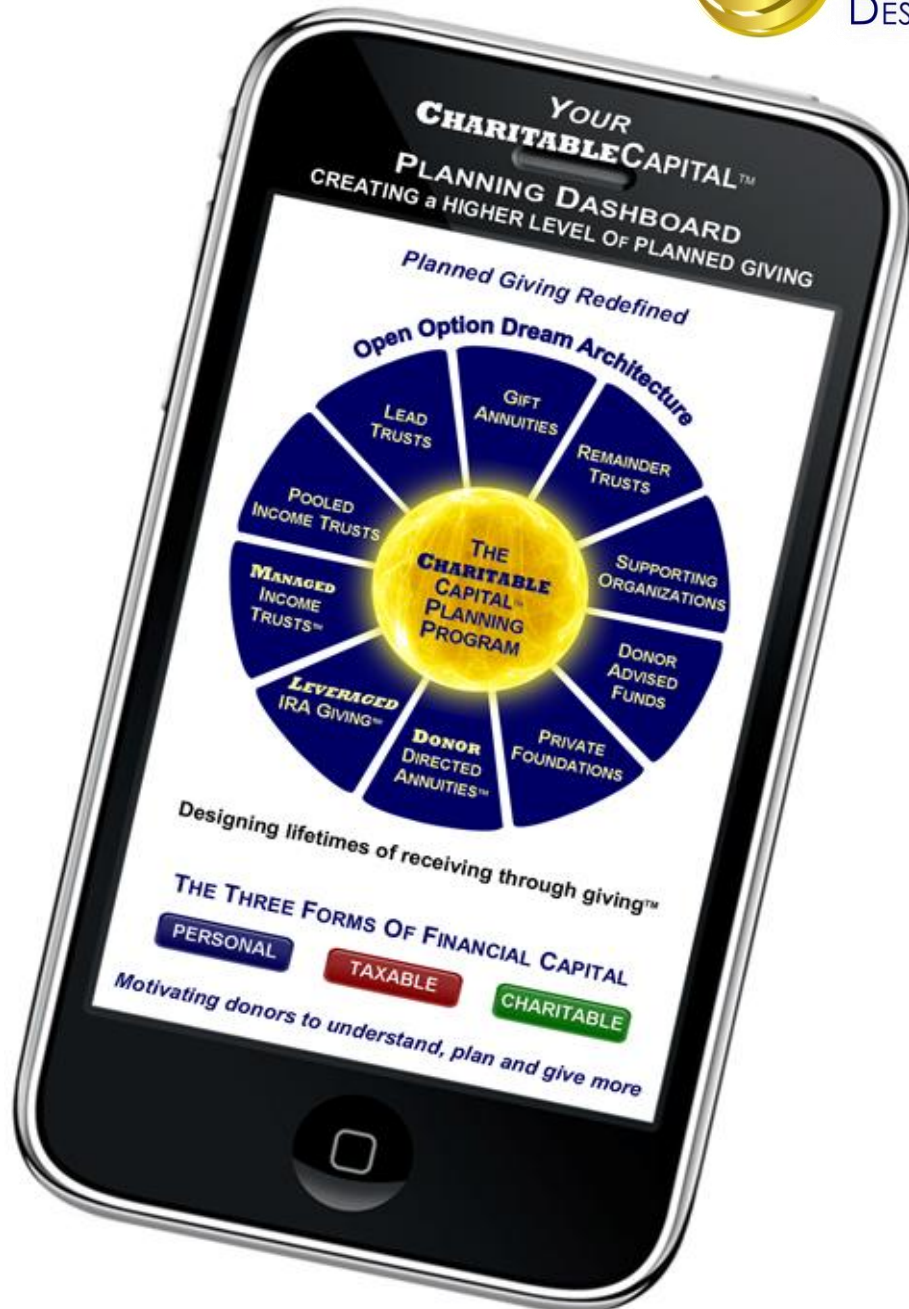 DES
YOUR
CHARITABLECAPITAL™
PLANNING DASHBOARD
CREATING a HIGHER LEVEL OF PLANNED GIVING
Planned Giving Redefined
Open Option Dream Architecture
GIFT
ANNUITIES
REMAINDER
TRUSTS
SUPPORTING
ORGANIZATIONS
DONOR
ADVISED
FUNDS
PRIVATE
FOUNDATIONS
DONOR
DIRECTED
ANNUITIES℠
LEVERAGED
IRA GIVING℠
MANAGED
INCOME
TRUSTS℠
POOLED
INCOME TRUSTS
LEAD
TRUSTS
THE
CHARITABLE
CAPITAL™
PLANNING
PROGRAM
Designing lifetimes of receiving through giving™
THE THREE FORMS OF FINANCIAL CAPITAL
PERSONAL
TAXABLE
CHARITABLE
Motivating donors to understand, plan and give more